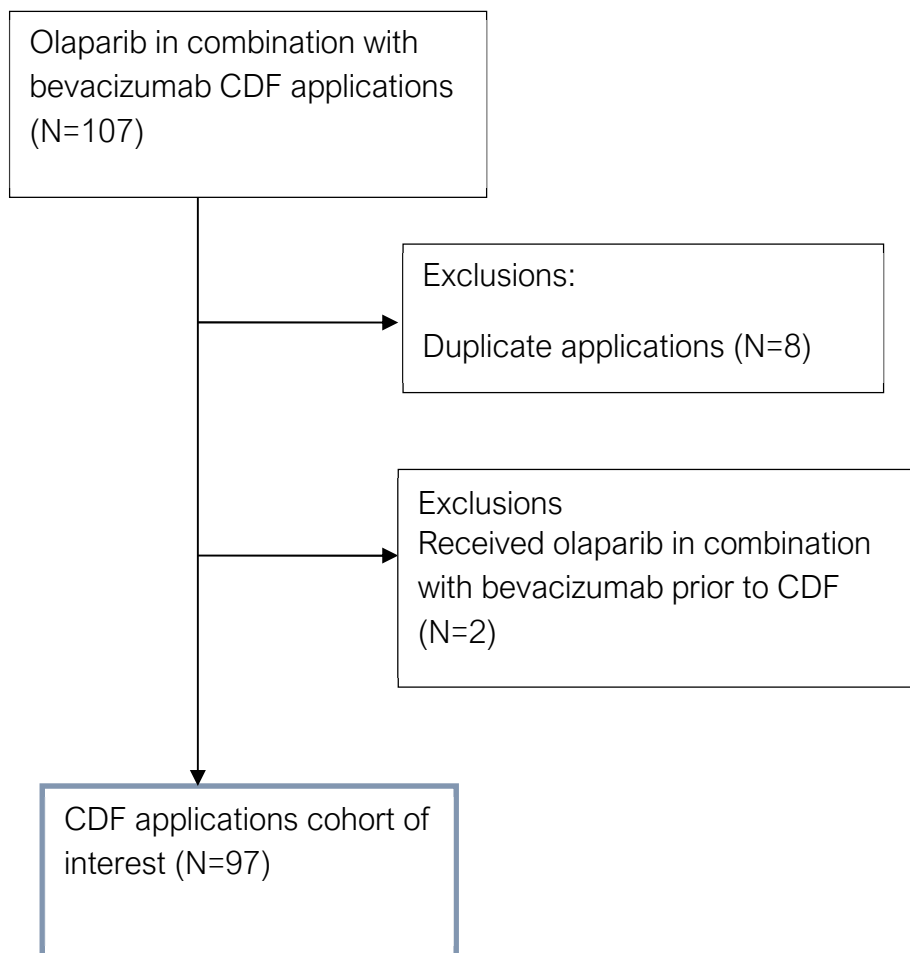 Olaparib in combination with
bevacizumab CDF applications
(N=107)
Exclusions:
Duplicate applications (N=8)
Exclusions
Received olaparib in combination
with bevacizumab prior to CDF
(N=2)
CDF applications cohort of
interest (N=97)